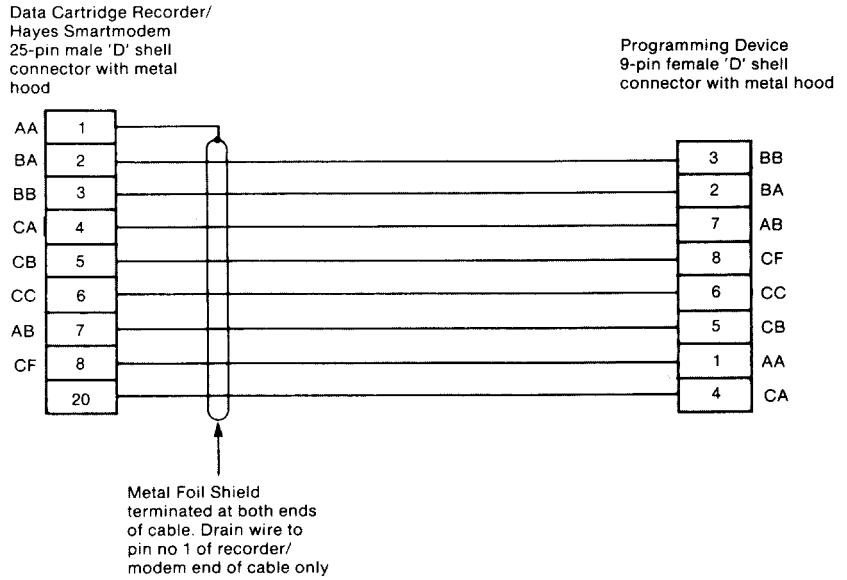 Data Cartridge Recorder/
Hayes Smartmodem
25-pin male 'D' shell
connector with metal
hood
Programming Device
9-pin female 'D' shell
connector with metal hood
AA 1
BA 2 3 BB
BB 3 2 BA
CA 4 7 AB
CB 5 8 CF
CC 6 6 CC
AB 7 5 CB
CF 8 1 AA
20 4 CA
Metal Foil Shield
terminated at both ends
of cable. Drain wire to
pin no 1 of recorder/
modem end of cable only